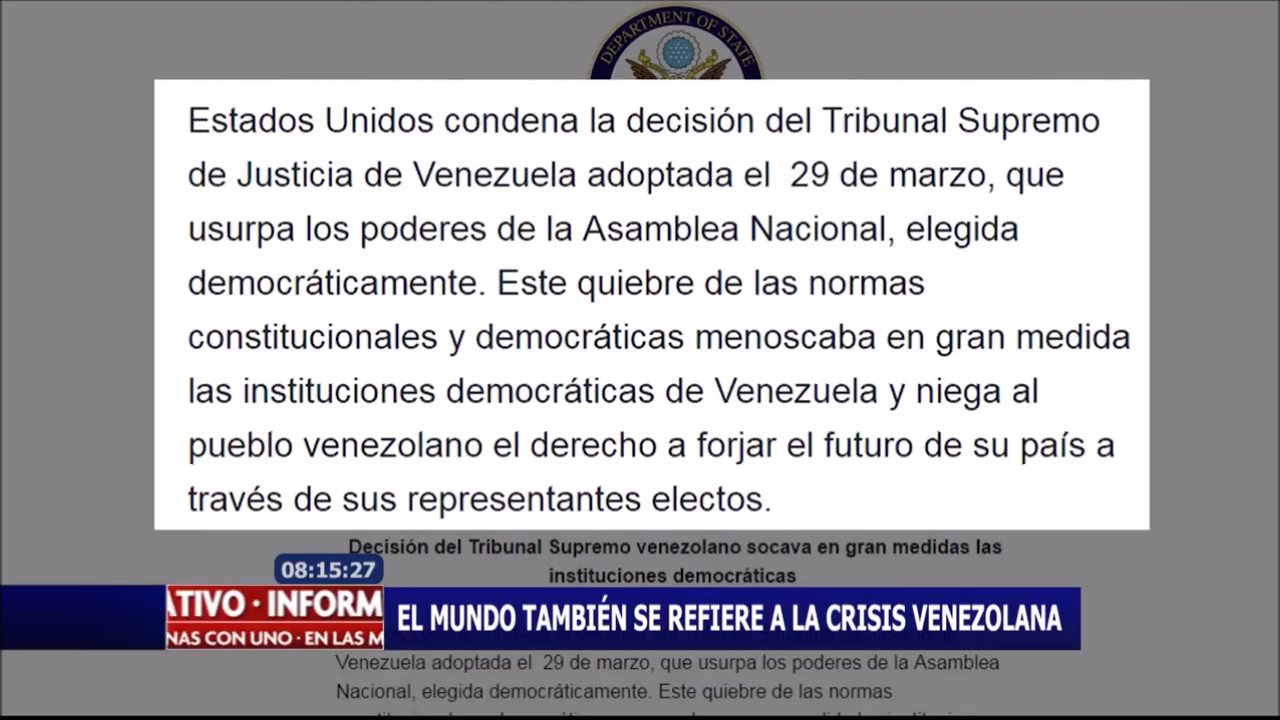 DEPARTMENT OF STATE
Estados Unidos condena la decisión del Tribunal Supremo
de Justicia de Venezuela adoptada el  29 de marzo, que
usurpa los poderes de la Asamblea Nacional, elegida
democráticamente. Este quiebre de las normas
constitucionales y democráticas menoscaba en gran medida
las instituciones democráticas de Venezuela y niega al
pueblo venezolano el derecho a forjar el futuro de su país a
través de sus representantes electos.
Decisión del Tribunal Supremo venezolano socava en gran medidas las
instituciones democráticas
08:15:27
ATIVO · INFORM
NAS CON UNO · EN LAS M
EL MUNDO TAMBIÉN SE REFIERE A LA CRISIS VENEZOLANA
Venezuela adoptada el  29 de marzo, que usurpa los poderes de la Asamblea
Nacional, elegida democráticamente. Este quiebre de las normas